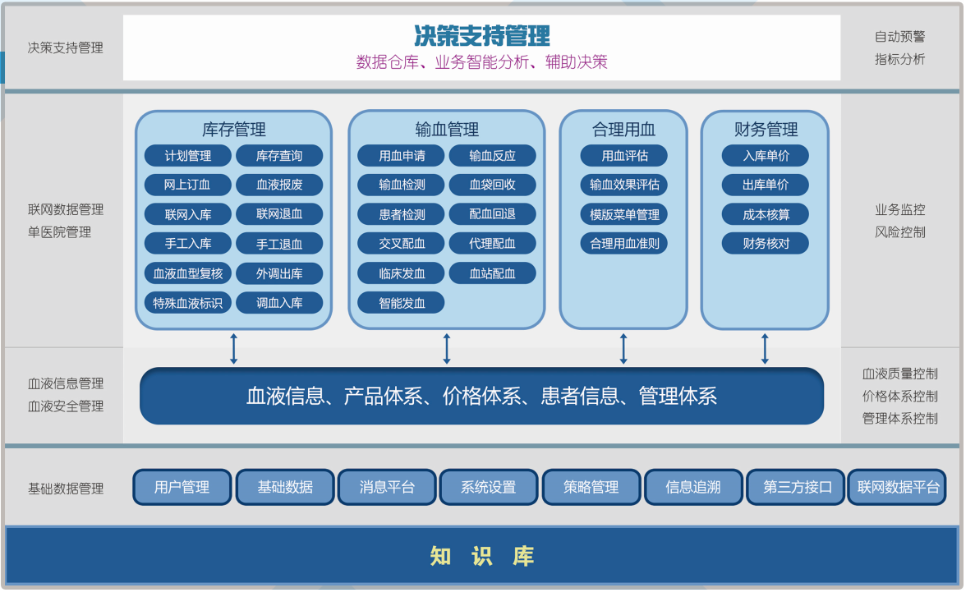 决策支持管理
决策支持管理
数据仓库、业务智能分析、辅助决策
自动预警
指标分析
联网数据管理
单医院管理
库存管理
计划管理
库存查询
网上订血
血液报废
联网入库
联网退血
手工入库
手工退血
血液血型复核
外调出库
特殊血液标识
调血入库
输血管理
用血申请
输血反应
输血检测
血袋回收
患者检测
配血回退
交叉配血
代理配血
临床发血
血站配血
智能发血
合理用血
用血评估
输血效果评估
模版菜单管理
合理用血准则
财务管理
入库单价
出库单价
成本核算
财务核对
业务监控
风险控制
血液信息管理
血液安全管理
血液信息、产品体系、价格体系、患者信息、管理体系
血液质量控制
价格体系控制
管理体系控制
基础数据管理
用户管理
基础数据
消息平台
系统设置
策略管理
信息追溯
第三方接口
联网数据平台
知 识 库